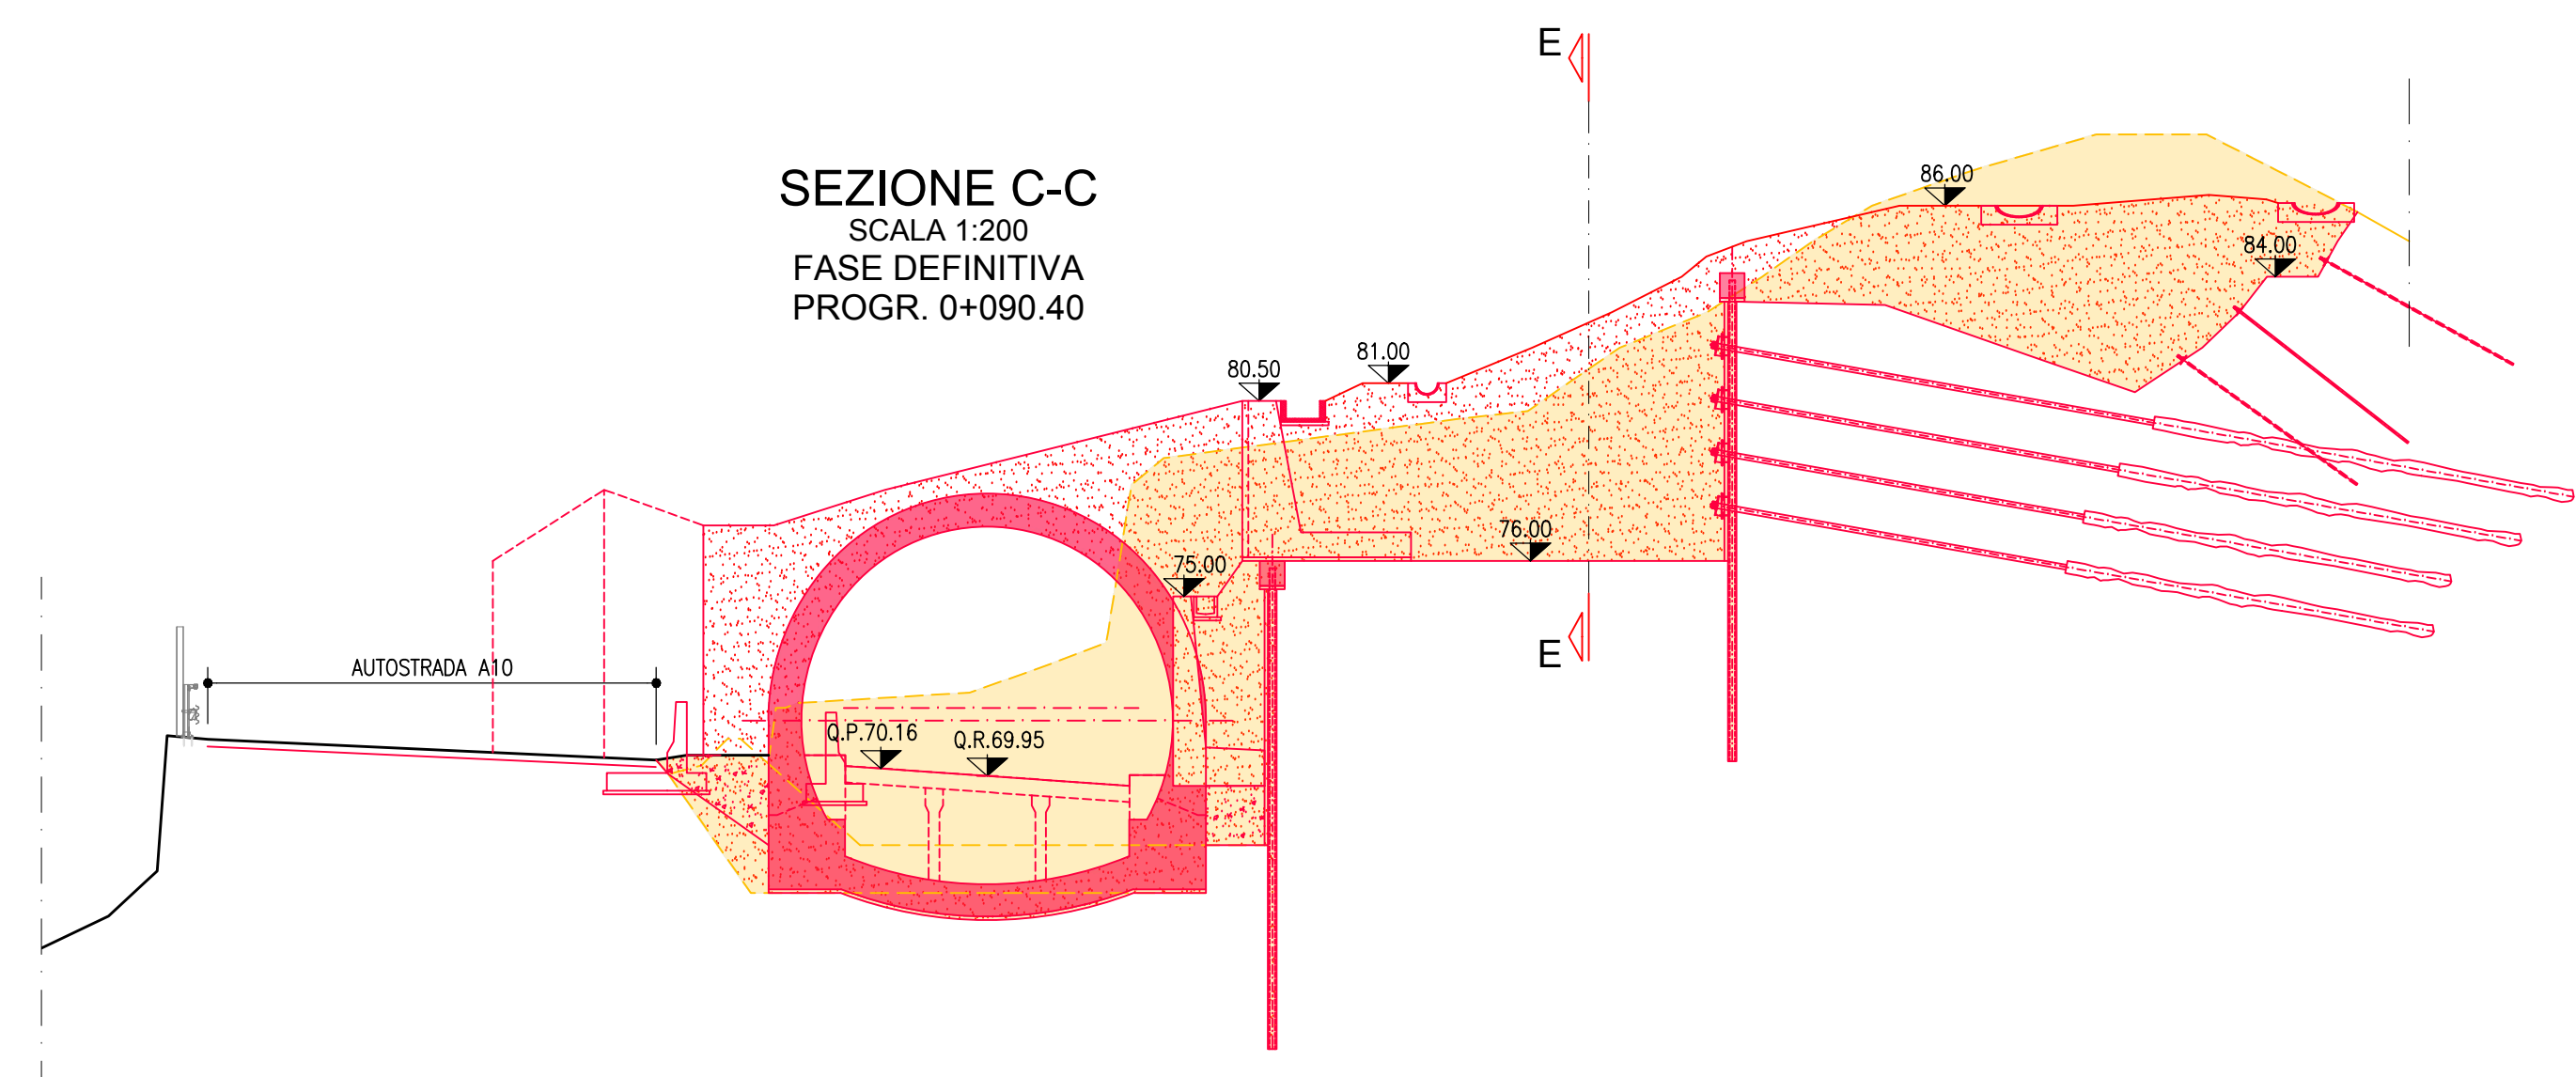 E
SEZIONE C-C
SCALA 1:200
FASE DEFINITIVA
PROGR. 0+090.40
86.00
84.00
81.00
80.50
76.00
75.00
E
AUTOSTRADA A10
Q.P.70.16
Q.R.69.95